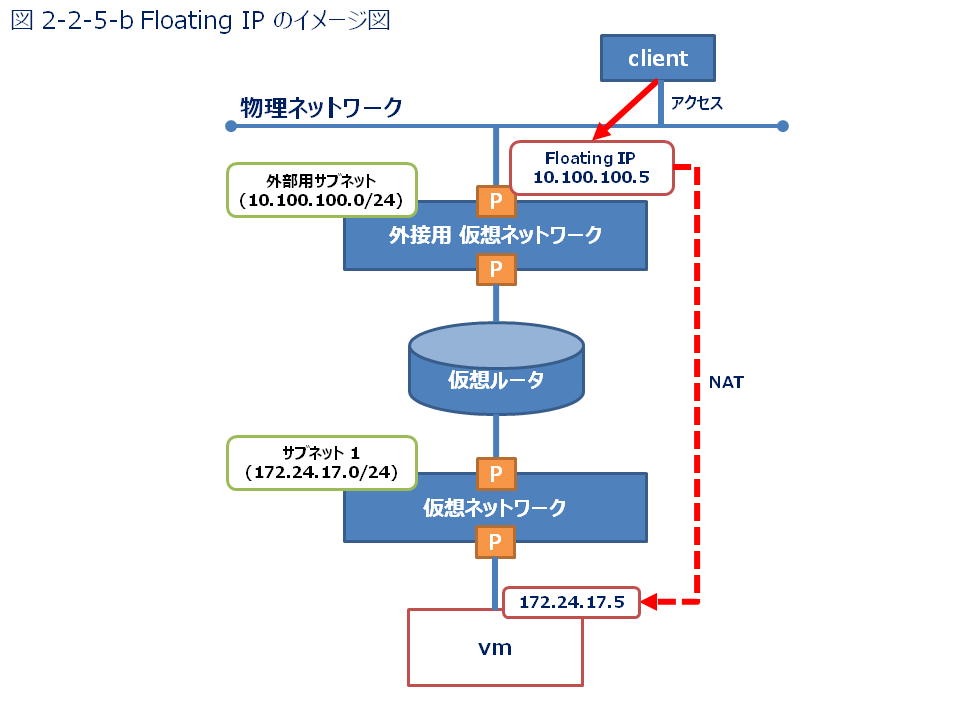 図 2-2-5-b Floating IP のイメージ図
client
アクセス
物理ネットワーク
Floating IP
10.100.100.5
外部用サブネット
（10.100.100.0/24）
P
外接用 仮想ネットワーク
P
仮想ルータ
NAT
サブネット 1
（172.24.17.0/24）
P
仮想ネットワーク
P
172.24.17.5
vm